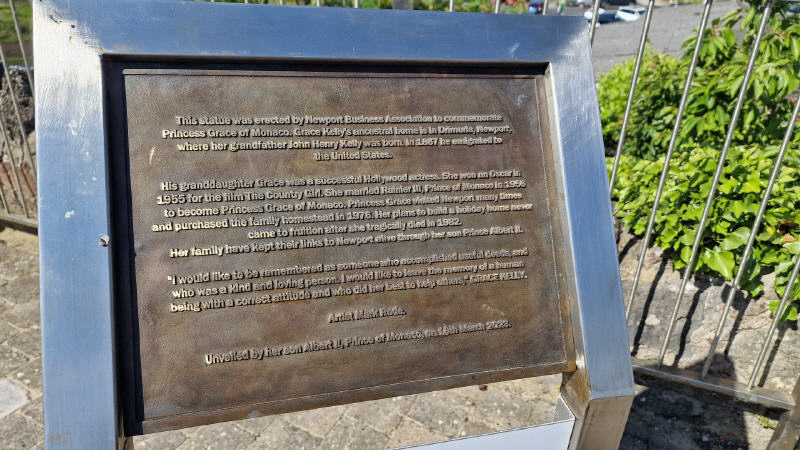 This statue was erected by Newport Business Association to commemorate
Princess Grace of Monaco. Grace Kelly's ancestral home is in Drimurla, Newport,
where her grandfather John Henry Kelly was born. In 1867 he emigrated to
the United States.
His granddaughter Grace was a successful Hollywood actress. She won an Oscar in
1955 for the film The Country Girl. She married Rainier III, Prince of Monaco in 1956
to become Princess Grace of Monaco. Princess Grace visited Newport many times
and purchased the family homestead in 1976. Her plans to build a holiday home never
came to fruition after she tragically died in 1982.
Her family have kept their links to Newport alive through her son Prince Albert II.
"I would like to be remembered as someone who accomplished useful deeds, and
who was a kind and loving person. I would like to leave the memory of a human
being with a correct attitude and who did her best to help others," GRACE KELLY.
Artist Mark Rode.
Unveiled by her son Albert II, Prince of Monaco, on March 2023.